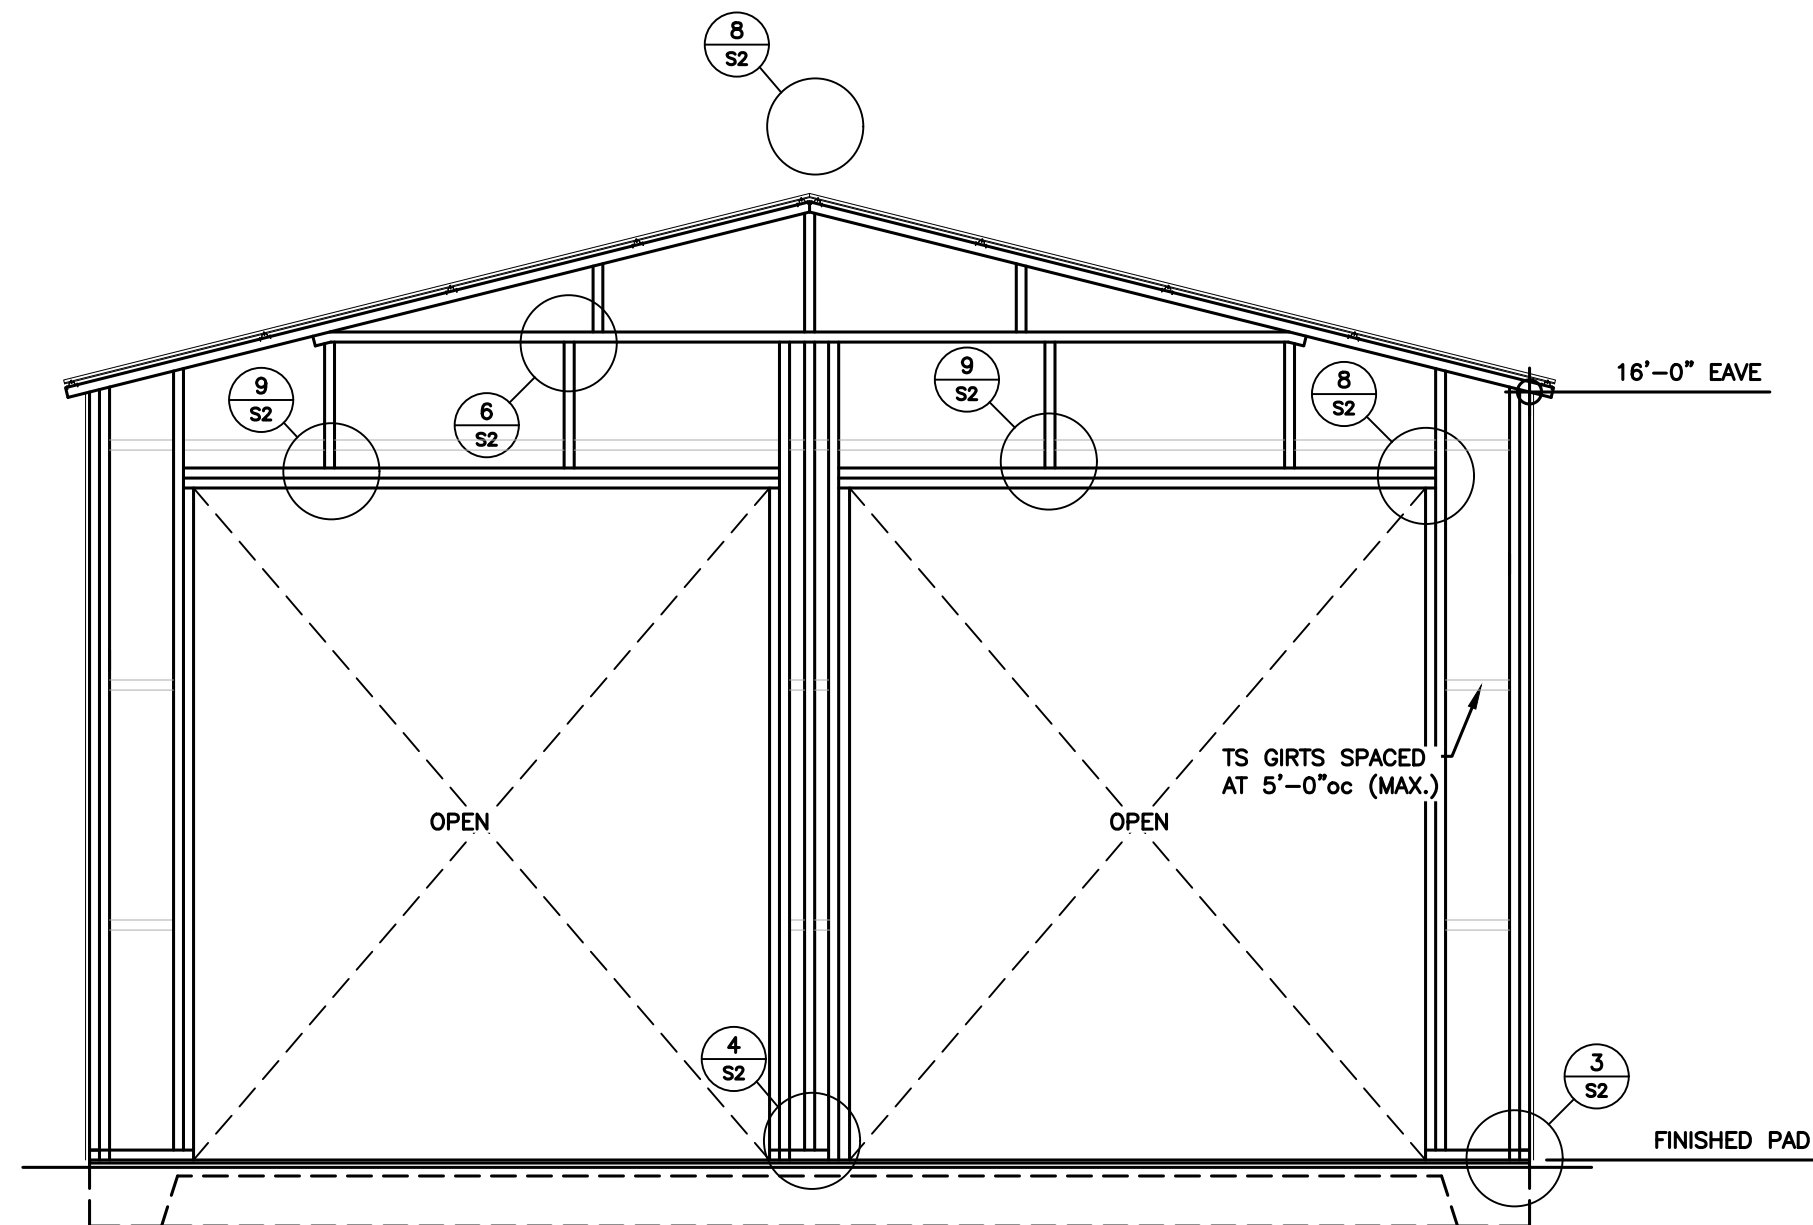 8
S2
16'-0" EAVE
9
S2
6
S2
9
S2
8
S2
TS GIRTS SPACED
AT 5'-0"oc (MAX.)
OPEN
OPEN
4
S2
3
S2
FINISHED PAD